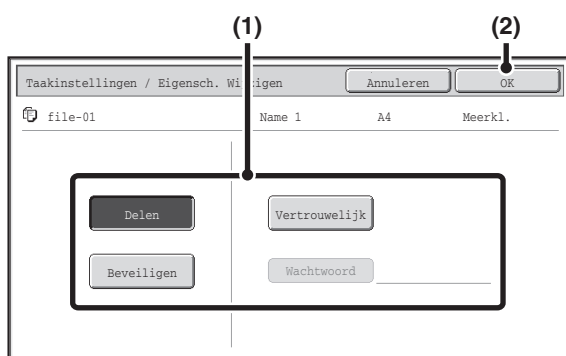 (1) (2)
Taakinstellingen / Eigensch. Wijzigen Annuleren OK
file-01 Name 1 A4 Meerkl.
Delen Vertrouwelijk
Beveiligen Wachtwoord